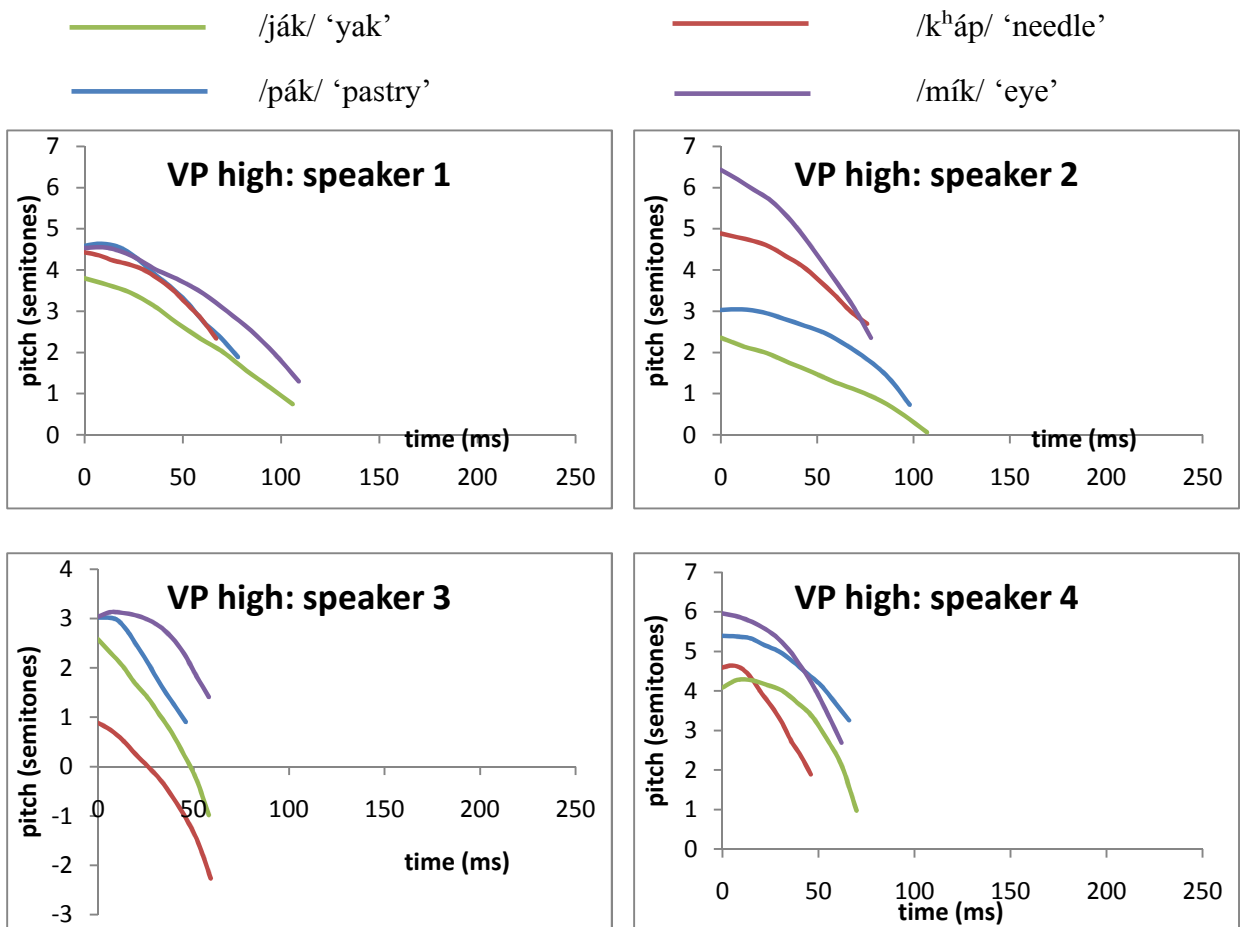 /ják/ ‘yak’ /kʰáp/ ‘needle’
/pák/ ‘pastry’ /mík/ ‘eye’
VP high: speaker 1
pitch (semitones)
7
6
5
4
3
2
1
0
time (ms)
0 50 100 150 200 250
VP high: speaker 2
pitch (semitones)
7
6
5
4
3
2
1
0
time (ms)
0 50 100 150 200 250
VP high: speaker 3
pitch (semitones)
4
3
2
1
0
-1
-2
-3
0 50 100 150 200 250
time (ms)
VP high: speaker 4
pitch (semitones)
7
6
5
4
3
2
1
0
0 50 100 150 200 250
time (ms)